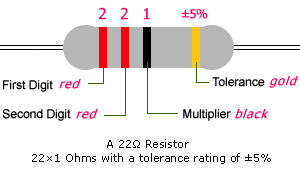 2 2 1 ±5%
First Digit red
Tolerance gold
Second Digit red
Multiplier black
A 22Ω Resistor
22×1 Ohms with a tolerance rating of ±5%